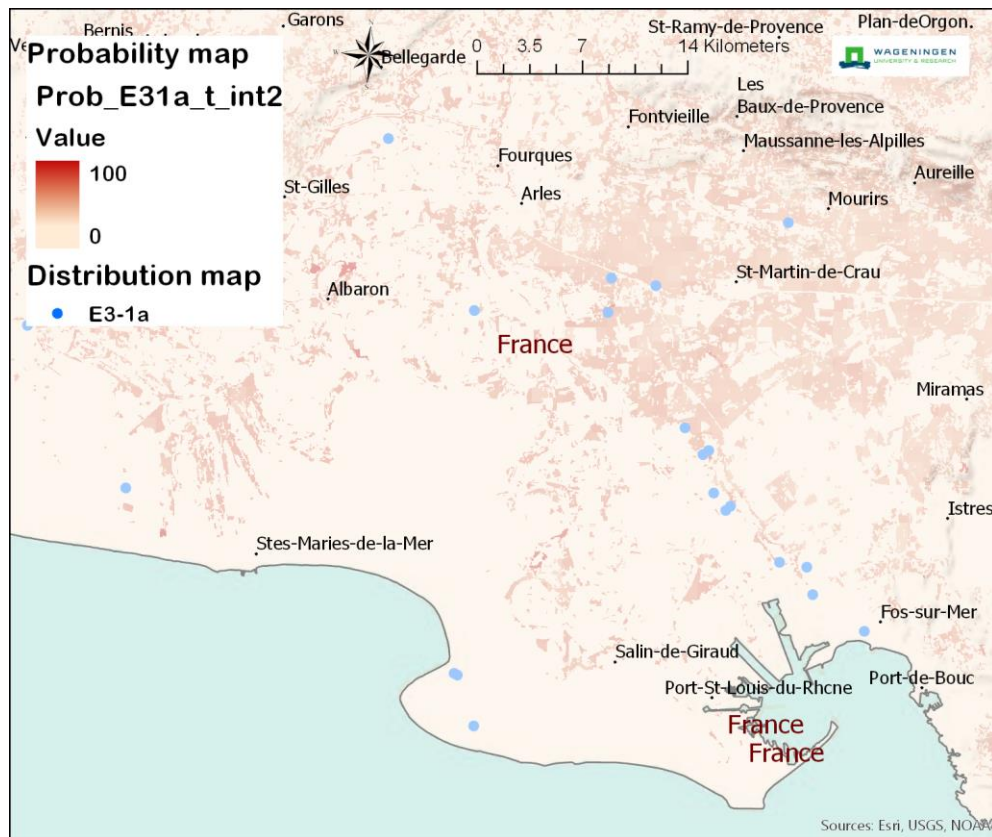 Garons
Bernis
Ve
Probability map
Bellegarde
0 3.5 7 14 Kilometers
St-Ramy-de-Provence
Plan-deOrgon
WAGENINGEN
UNIVERSITY & RESEARCH
Prob_E31a_t_int2
Value
100
0
Distribution map
E3-1a
Les
Baux-de-Provence
Fontvieille
Maussanne-les-Alpilles
Fourques
Aureille
St-Gilles
Arles
Mourirs
St-Martin-de-Crau
Albaron
France
Miramas
Istres
Stes-Maries-de-la-Mer
Fos-sur-Mer
Salin-de-Giraud
Port-St-Louis-du-Rhcne
Port-de-Bouc
France
France
Sources: Esri, USGS, NOAA